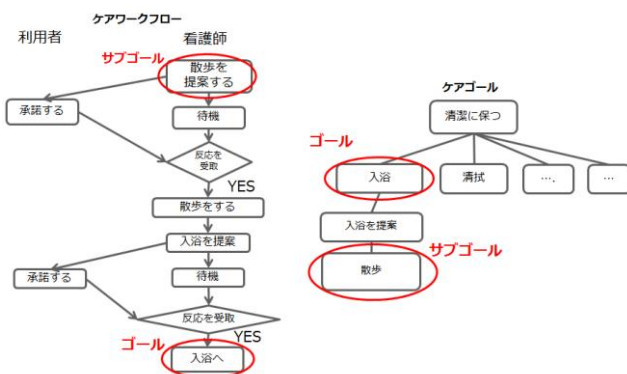 ケアワークフロー
利用者
看護師
サブゴール
散歩を
提案する
承諾する
待機
反応を
受取
YES
散歩をする
入浴を提案
承諾する
待機
反応を受取
YES
ゴール
入浴へ
ケアゴール
清潔に保つ
ゴール
入浴
清拭
….
…
入浴を提案
サブゴール
散歩